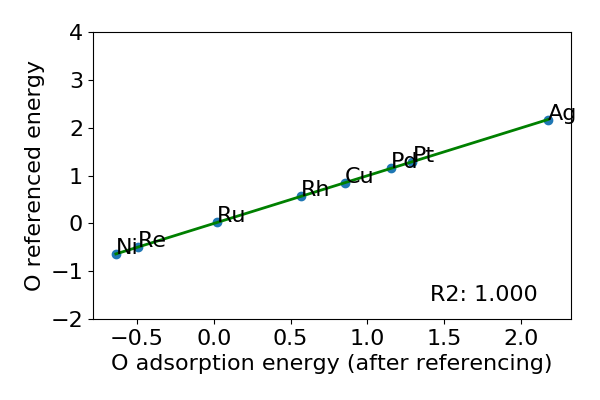 O referenced energy
4
3
2
1
0
−1
−2
Ag
Pt
Pd
Cu
Rh
Ru
Re
Ni
R2: 1.000
−0.5
0.0
0.5
1.0
1.5
2.0
O adsorption energy (after referencing)